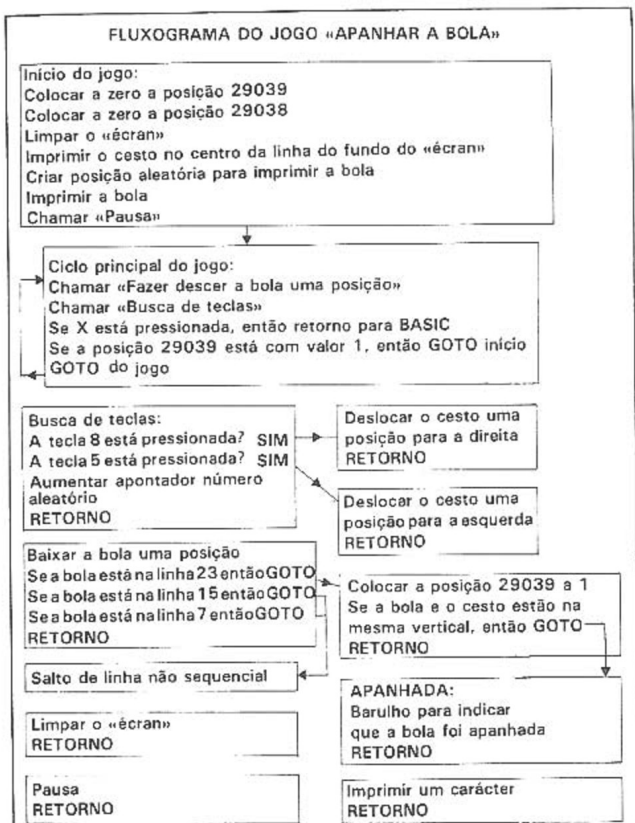 FLUXOGRAMA DO JOGO «APANHAR A BOLA»
Início do jogo:
Colocar a zero a posição 29039
Colocar a zero a posição 29038
Limpar o «écran»
Imprimir o cesto no centro da linha do fundo do «écran»
Criar posição aleatória para imprimir a bola
Imprimir a bola
Chamar «Pausa»
Ciclo principal do jogo:
Chamar «Fazer descer a bola uma posição»
Chamar «Busca de teclas»
Se X está pressionada, então retorno para BASIC
Se a posição 29039 está com valor 1, então GOTO início
GOTO do jogo
Busca de teclas:
A tecla 8 está pressionada? SIM
A tecla 5 está pressionada? SIM
Aumentar apontador número
aleatório
RETORNO
Deslocar o cesto uma
posição para a direita
RETORNO
Deslocar o cesto uma
posição para a esquerda
RETORNO
Baixar a bola uma posição
Se a bola está na linha 23 então GOTO
Se a bola está na linha 15 então GOTO
Se a bola está na linha 7 então GOTO
RETORNO
Colocar a posição 29039 a 1
Se a bola e o cesto estão na
mesma vertical, então GOTO
RETORNO
Salto de linha não sequencial
APANHADA:
Barulho para indicar
que a bola foi apanhada
RETORNO
Limpar o «écran»
RETORNO
Pausa
RETORNO
Imprimir um carácter
RETORNO